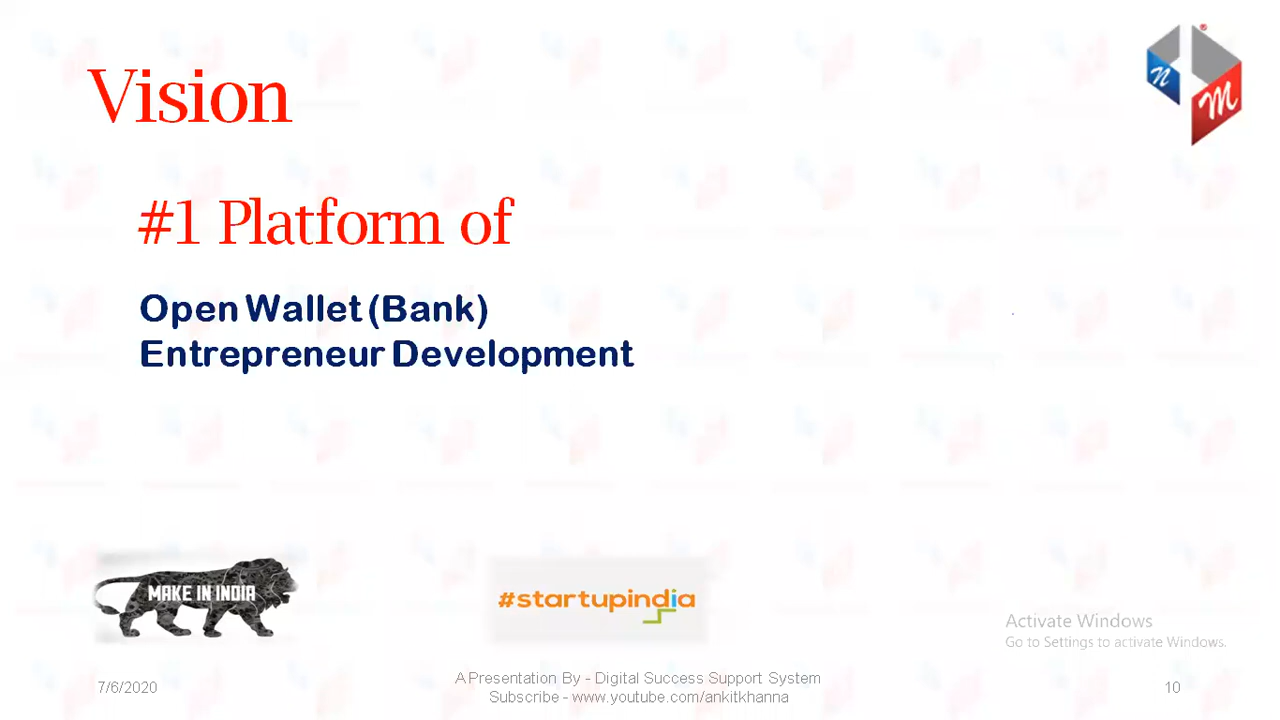 Vision
n
M
#1 Platform of
Open Wallet (Bank)
Entrepreneur Development
MAKE IN INDIA
#startupindia
Activate Windows
Go to Settings to activate Windows.
7/6/2020
A Presentation By - Digital Success Support System
Subscribe - www.youtube.com/ankitkhanna
10